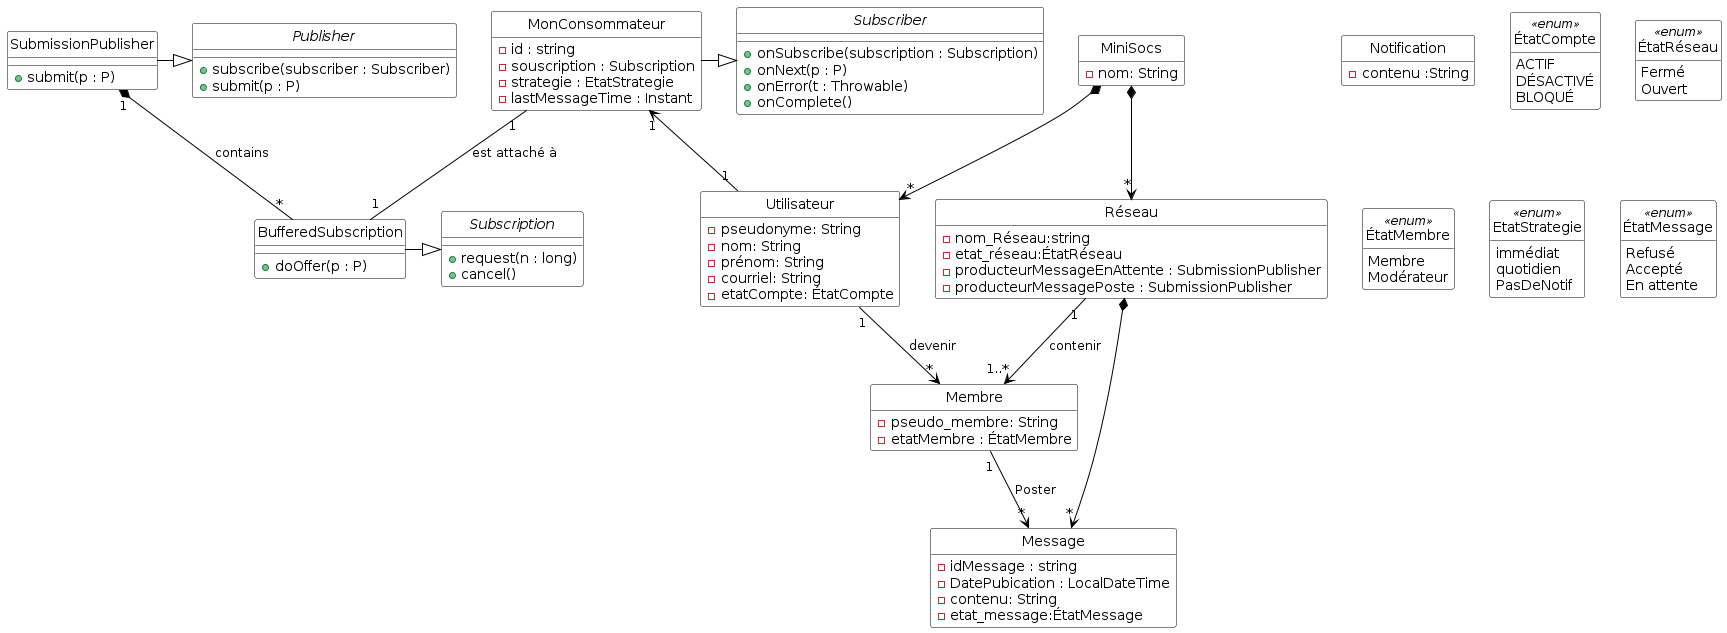 SubmissionPublisher
submit(p : P)
Publisher
subscribe(subscriber : Subscriber)
submit(p : P)
MonConsommateur
id : string
souscription : Subscription
strategie : EtatStrategie
lastMessageTime : Instant
Subscriber
onSubscribe(subscription : Subscription)
onNext(p : P)
onError(t : Throwable)
onComplete()
MiniSocs
nom: String
Notification
contenu :String
«enum»
ÉtatCompte
ACTIF
DÉSACTIVÉ
BLOQUÉ
«enum»
ÉtatRéseau
Fermé
Ouvert
1
contains
*
1
est attaché à
1
1
1
*
*
BufferedSubscription
doOffer(p : P)
Subscription
request(n : long)
cancel()
Utilisateur
pseudonyme: String
nom: String
prénom: String
courriel: String
etatCompte: ÉtatCompte
Réseau
nom_Réseau:string
etat_réseau:ÉtatRéseau
producteurMessageEnAttente : SubmissionPublisher
producteurMessagePoste : SubmissionPublisher
«enum»
ÉtatMembre
Membre
Modérateur
«enum»
EtatStrategie
immédiat
quotidien
PasDeNotif
«enum»
ÉtatMessage
Refusé
Accepté
En attente
1
devenir
*
1
contenir
1..*
Membre
pseudo_membre: String
etatMembre : ÉtatMembre
1
Poster
*
*
Message
idMessage : string
DatePubication : LocalDateTime
contenu: String
etat_message:ÉtatMessage